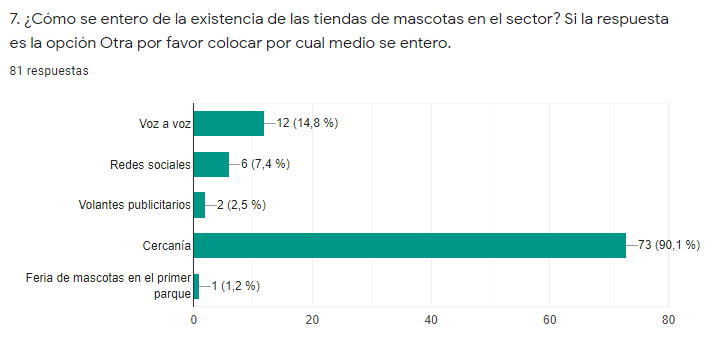 7. ¿Cómo se entero de la existencia de las tiendas de mascotas en el sector? Si la respuesta
es la opción Otra por favor colocar por cual medio se entero.
81 respuestas
Voz a voz 12 (14,8 %)
Redes sociales 6 (7,4 %)
Volantes publicitarios 2 (2,5 %)
Cercanía 73 (90,1 %)
Feria de mascotas en el primer
parque 1 (1,2 %)
0 20 40 60 80